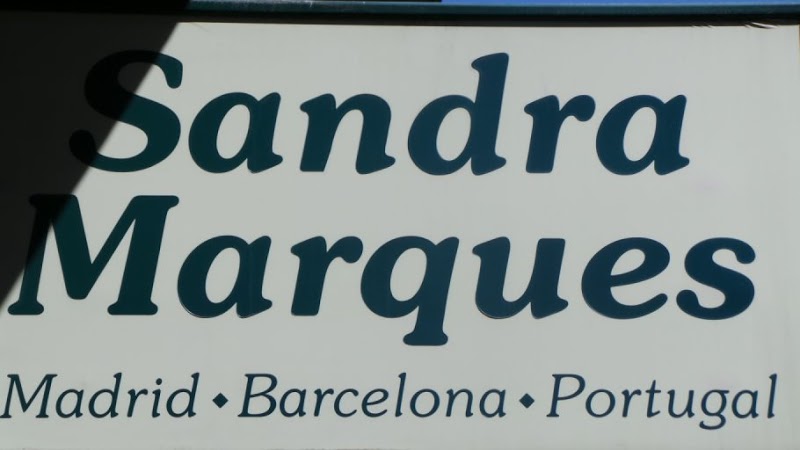 Sandra
Marques
Madrid • Barcelona • Portugal